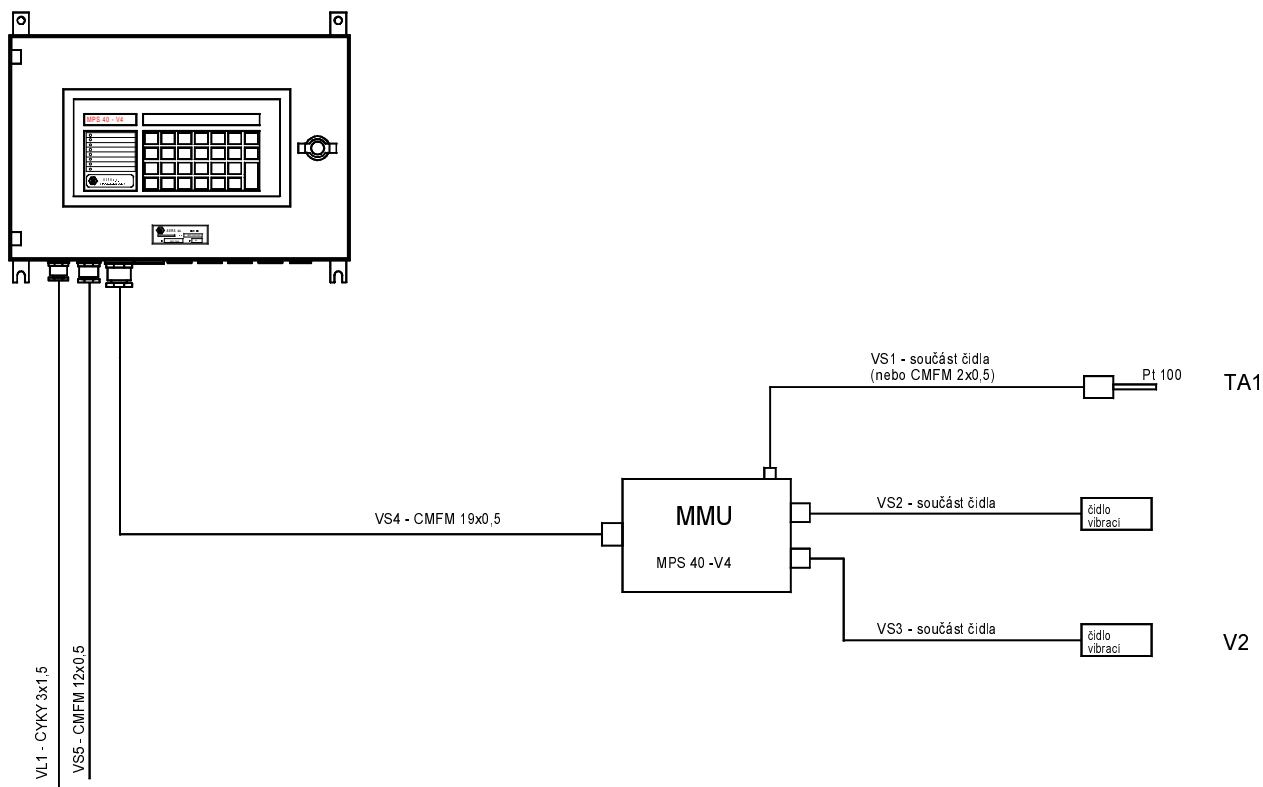 MPS 40 - V4
VS1 - součást čidla
(nebo CMFM 2x0,5)
Pt 100
TA1
VS4 - CMFM 19x0,5
MMU
MPS 40 -V4
VS2 - součást čidla
čidlo
vibrací
VS3 - součást čidla
čidlo
vibrací
V2
VL1 - CYKY 3x1,5
VS5 - CMFM 12x0,5